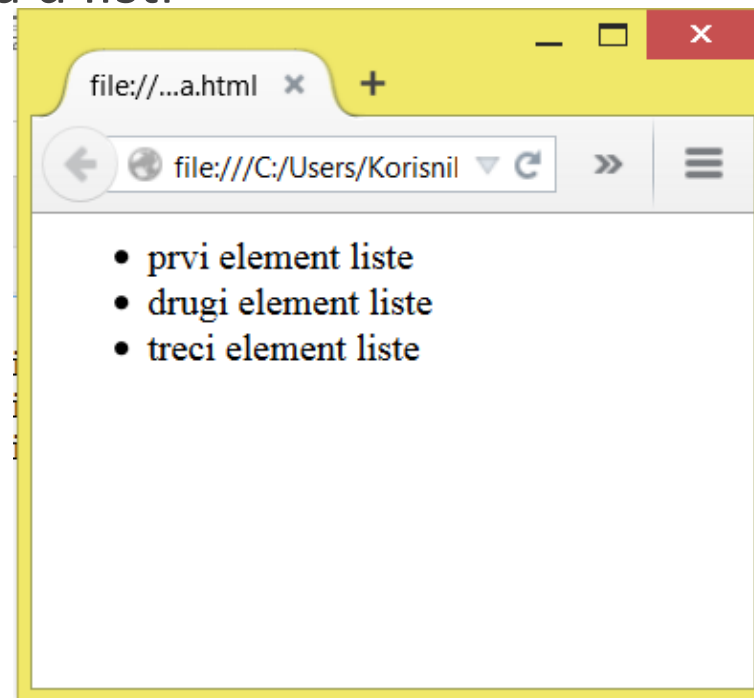 file://...a.html
file:///C:/Users/Korisnil
prvi element liste
drugi element liste
treci element liste